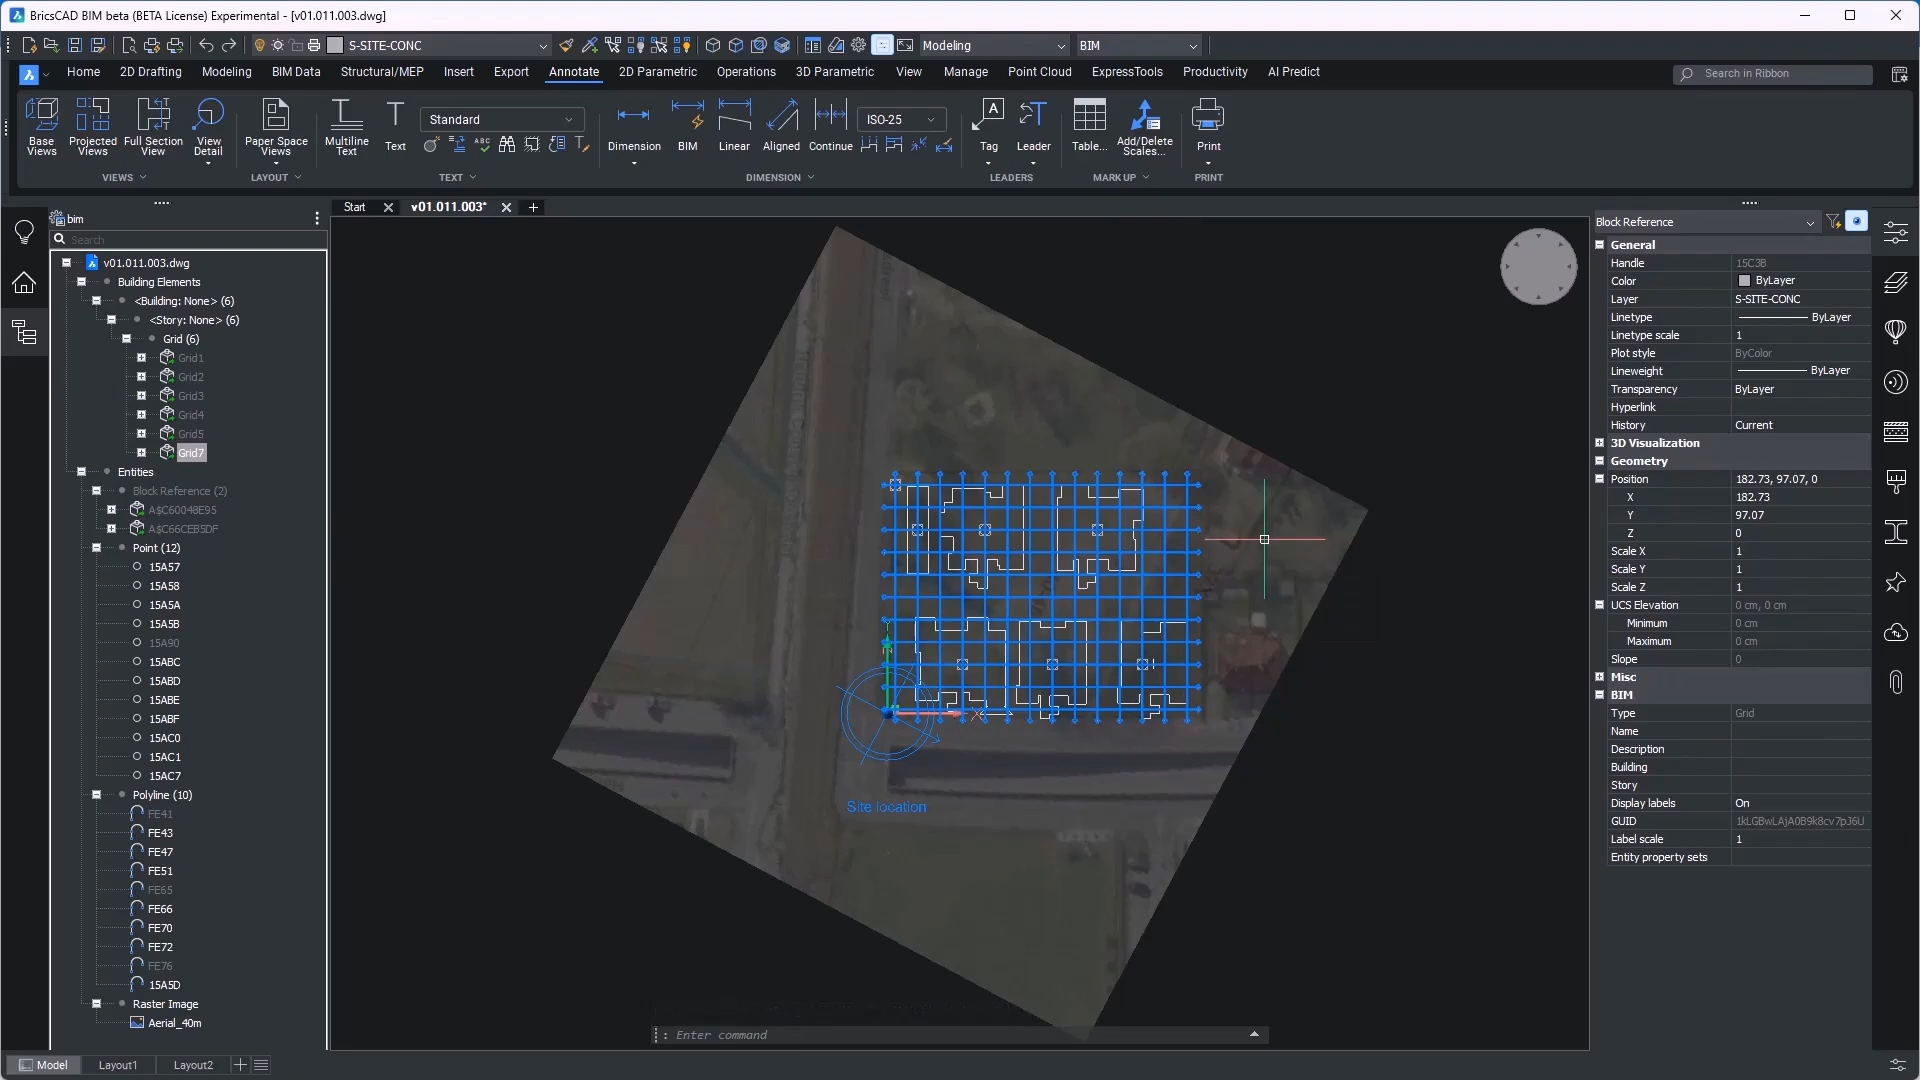 BricsCAD BIM beta (BETA License) Experimental - [v01.011.003.dwg]
S-SITE-CONC
Modeling
BIM
Home
2D Drafting
Modeling
BIM Data
Structural/MEP
Insert
Export
Annotate
2D Parametric
Operations
3D Parametric
View
Manage
Point Cloud
ExpressTools
Productivity
AI Predict
Search in Ribbon
Base Views
Projected Views
Full Section View
View Detail
Paper Space Views
Multiline Text
Text
Standard
ABC
Dimension
BIM
Linear
Aligned
Continue
ISO-25
Tag
Leader
Table...
Add/Delete Scales...
Print
VIEWS
LAYOUT
TEXT
DIMENSION
LEADERS
MARK UP
PRINT
Start
v01.011.003*
bim
Search
v01.011.003.dwg
Building Elements
<Building: None> (6)
<Story: None> (6)
Grid (6)
Grid1
Grid2
Grid3
Grid4
Grid5
Grid7
Entities
Block Reference (2)
A$C60048E95
A$C66CEB5DF
Point (12)
15A57
15A58
15A5A
15A5B
15A90
15ABC
15ABD
15ABE
15ABF
15AC0
15AC1
15AC7
Polyline (10)
FE41
FE43
FE47
FE51
FE65
FE66
FE70
FE72
FE76
15A5D
Raster Image
Aerial_40m
Site location
: Enter command
Block Reference
General
Handle 15C3B
Color ByLayer
Layer S-SITE-CONC
Linetype ByLayer
Linetype scale 1
Plot style ByColor
Lineweight ByLayer
Transparency ByLayer
Hyperlink
History Current
3D Visualization
Geometry
Position 182.73, 97.07, 0
X 182.73
Y 97.07
Z 0
Scale X 1
Scale Y 1
Scale Z 1
UCS Elevation 0 cm, 0 cm
Minimum 0 cm
Maximum 0 cm
Slope 0
Misc
BIM
Type Grid
Name
Description
Building
Story
Display labels On
GUID 1kLGBwLAjA0B9k8cv7pJ6U
Label scale 1
Entity property sets
Model
Layout1
Layout2